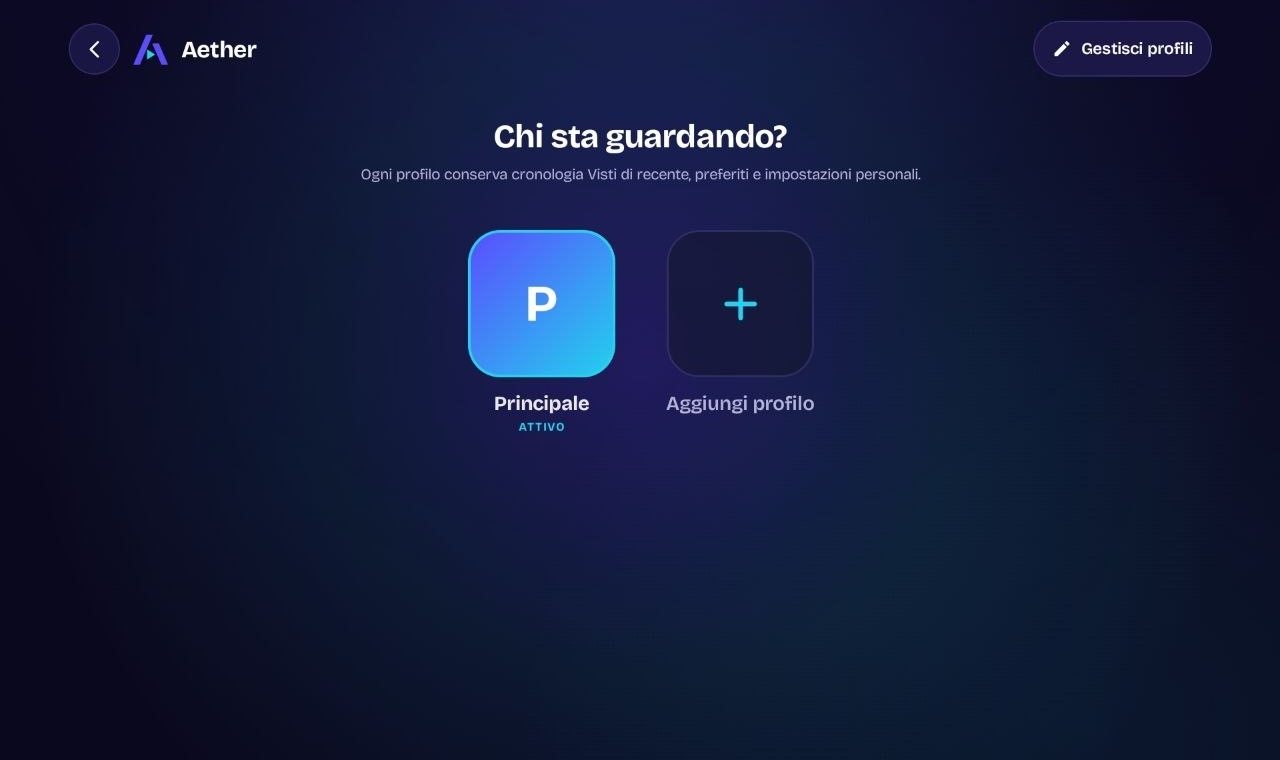 Aether
Gestisci profili
Chi sta guardando?
Ogni profilo conserva cronologia Visti di recente, preferiti e impostazioni personali.
P
Principale
Aggiungi profilo
ATTIVO